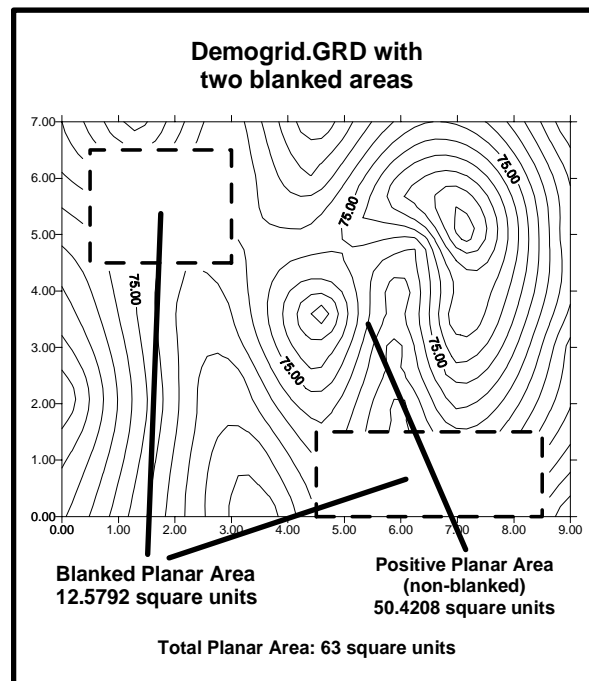 Demogrid.GRD with
two blanked areas
7.00
6.00
5.00
4.00
3.00
2.00
1.00
0.00
75.00
75.00
75.00
75.00
75.00
0.00 1.00 2.00 3.00 4.00 5.00 6.00 7.00 8.00 9.00
Blanked Planar Area
12.5792 square units
Positive Planar Area
(non-blanked)
50.4208 square units
Total Planar Area: 63 square units